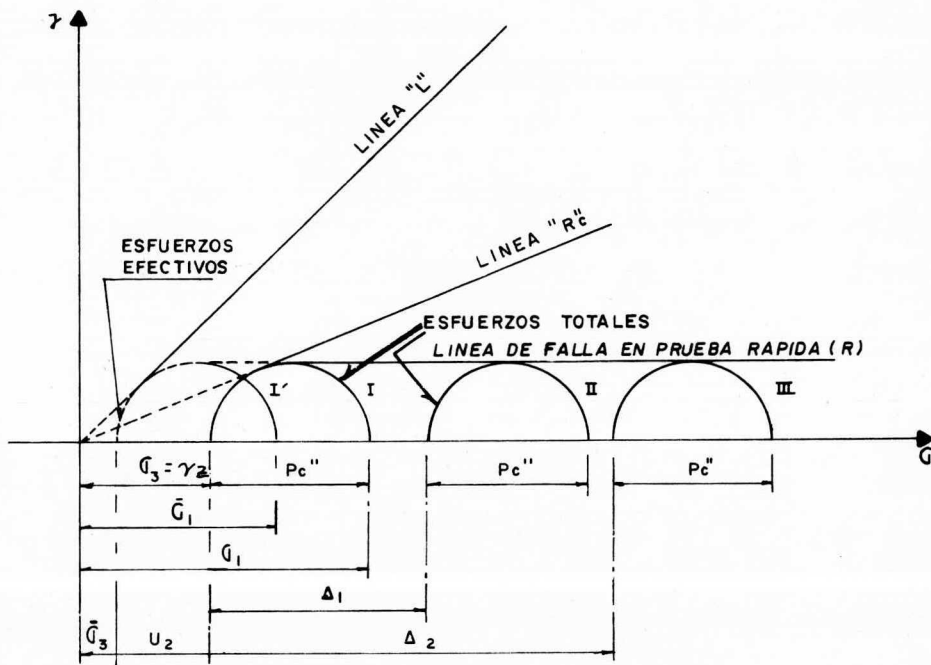 τ
LINEA "L"
ESFUERZOS
EFECTIVOS
LINEA "Rc"
ESFUERZOS TOTALES
LINEA DE FALLA EN PRUEBA RAPIDA (R)
I'
I
II
III
σ
σ3 = γz
Pc"
Pc"
Pc"
σ̄1
σ1
Δ1
σ̄3
U2
Δ2